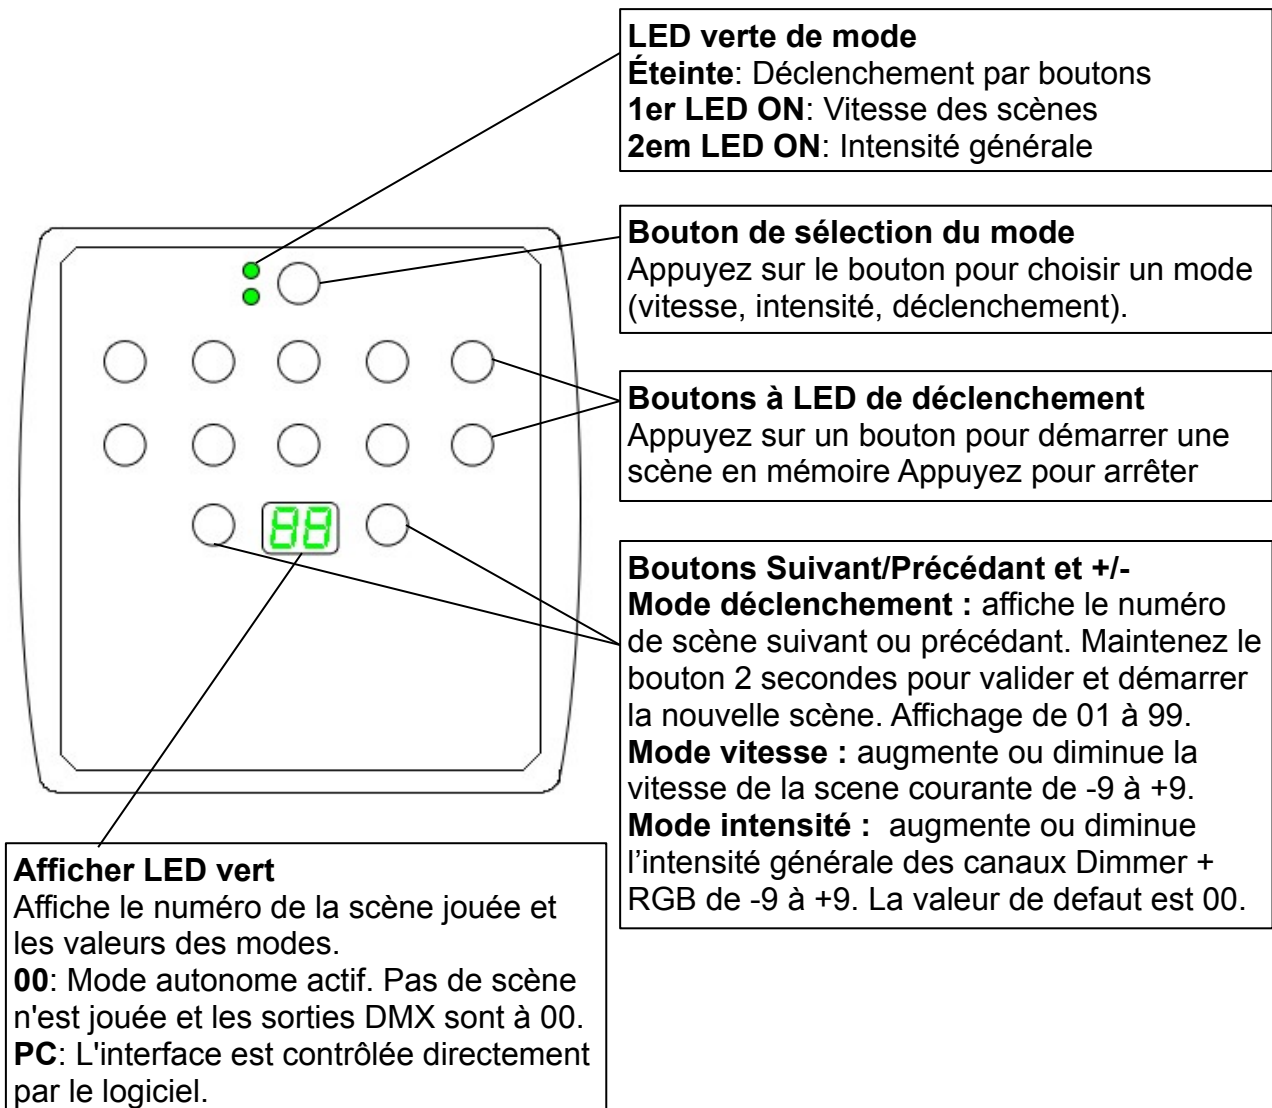 LED verte de mode
Éteinte: Déclenchement par boutons
1er LED ON: Vitesse des scènes
2em LED ON: Intensité générale
Bouton de sélection du mode
Appuyez sur le bouton pour choisir un mode
(vitesse, intensité, déclenchement).
Boutons à LED de déclenchement
Appuyez sur un bouton pour démarrer une
scène en mémoire Appuyez pour arrêter
88
Boutons Suivant/Précédant et +/-
Mode déclenchement : affiche le numéro
de scène suivant ou précédant. Maintenez le
bouton 2 secondes pour valider et démarrer
la nouvelle scène. Affichage de 01 à 99.
Mode vitesse : augmente ou diminue la
vitesse de la scene courante de -9 à +9.
Mode intensité : augmente ou diminue
l’intensité générale des canaux Dimmer +
RGB de -9 à +9. La valeur de defaut est 00.
Afficher LED vert
Affiche le numéro de la scène jouée et
les valeurs des modes.
00: Mode autonome actif. Pas de scène
n'est jouée et les sorties DMX sont à 00.
PC: L'interface est contrôlée directement
par le logiciel.